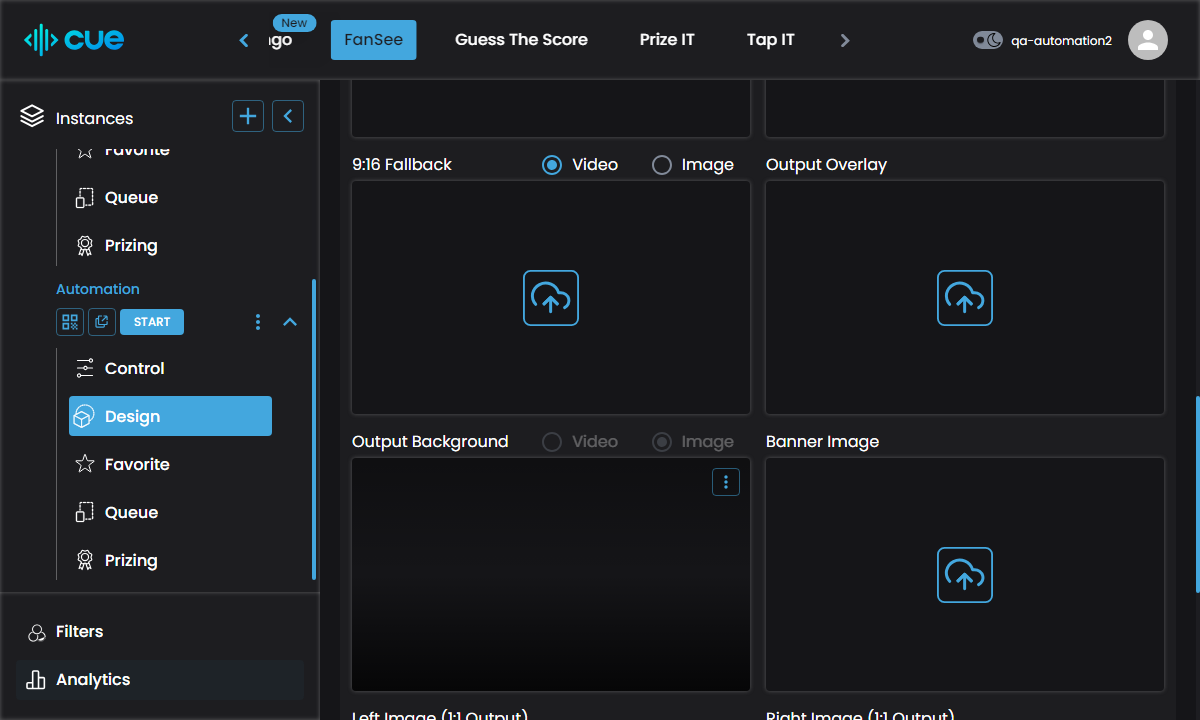 cue
New
ngo
FanSee
Guess The Score
Prize IT
Tap IT
qa-automation2
Instances
Favorite
Queue
Prizing
Automation
START
Control
Design
Favorite
Queue
Prizing
Filters
Analytics
9:16 Fallback
Video
Image
Output Overlay
Output Background
Video
Image
Banner Image
Left Image (1:1 Output)
Right Image (1:1 Output)